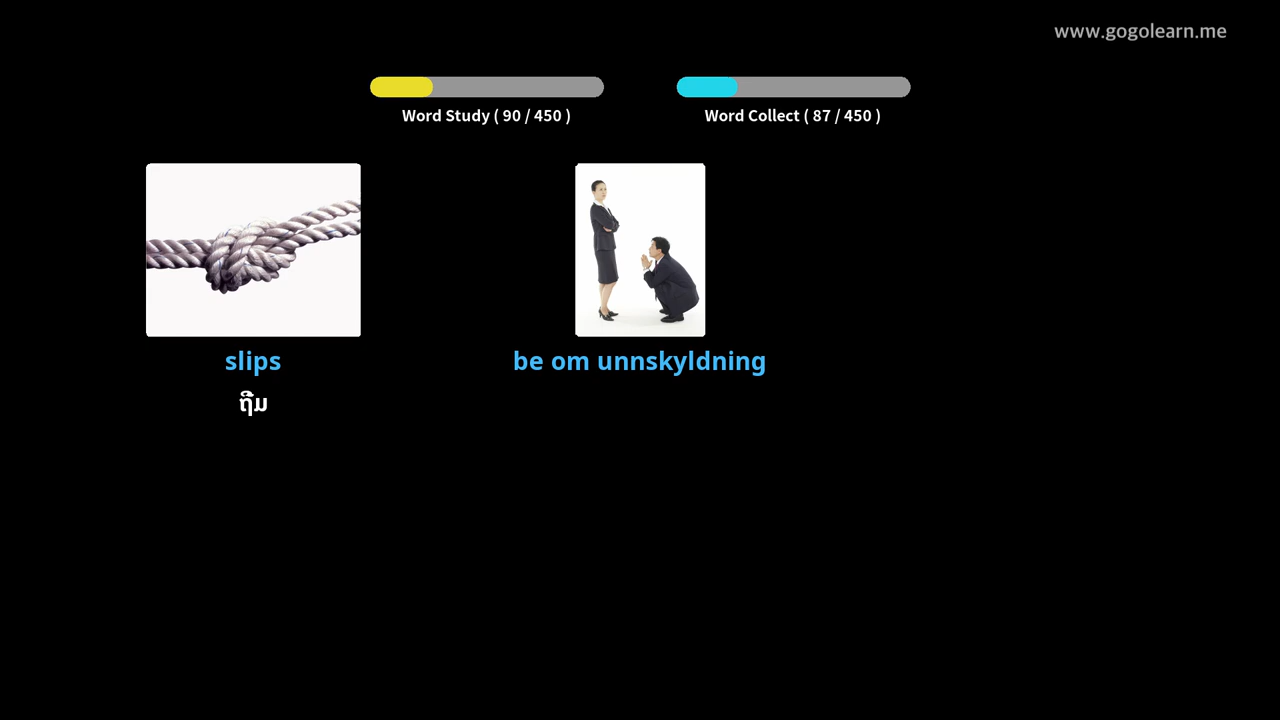 www.gogolearn.me
Word Study ( 90 / 450 )
Word Collect ( 87 / 450 )
slips
be om unnskyldning
ຖີ້ມ